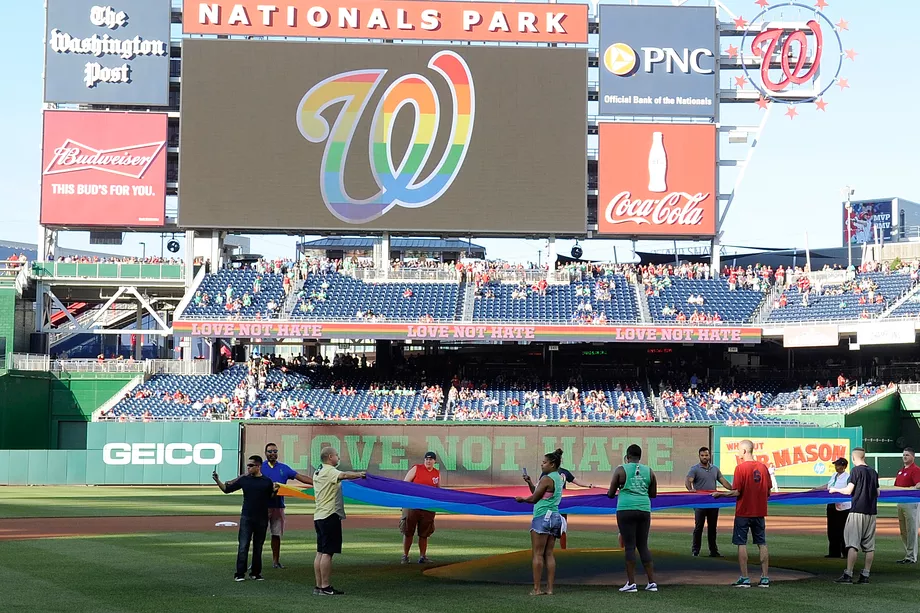 The
Washington
Post
NATIONALS PARK
PNC
Official Bank of the Nationals
W
Budweiser
THIS BUD'S FOR YOU.
W
Coca-Cola
MVP
LOVE NOT HATE LOVE NOT HATE LOVE NOT HATE
GEICO
LOVE NOT HATE
MASON